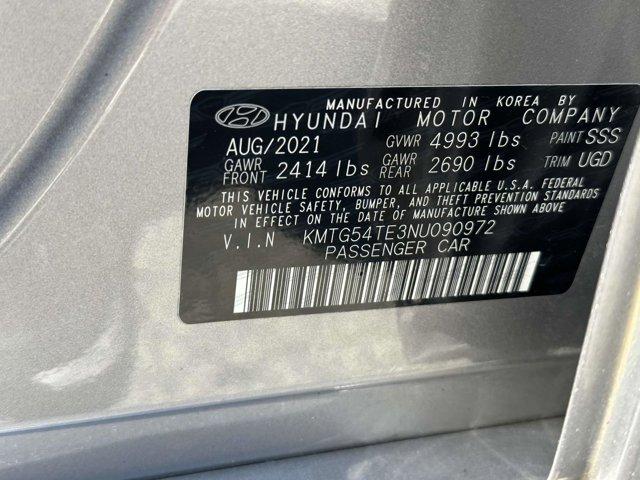 MANUFACTURED IN KOREA BY
HYUNDAI MOTOR COMPANY
AUG/2021 GVWR 4993 lbs PAINT SSS
GAWR FRONT 2414 lbs GAWR REAR 2690 lbs TRIM UGD
THIS VEHICLE CONFORMS TO ALL APPLICABLE U.S.A. FEDERAL
MOTOR VEHICLE SAFETY, BUMPER, AND THEFT PREVENTION STANDARDS
IN EFFECT ON THE DATE OF MANUFACTURE SHOWN ABOVE
V.I.N KMTG54TE3NU090972
PASSENGER CAR